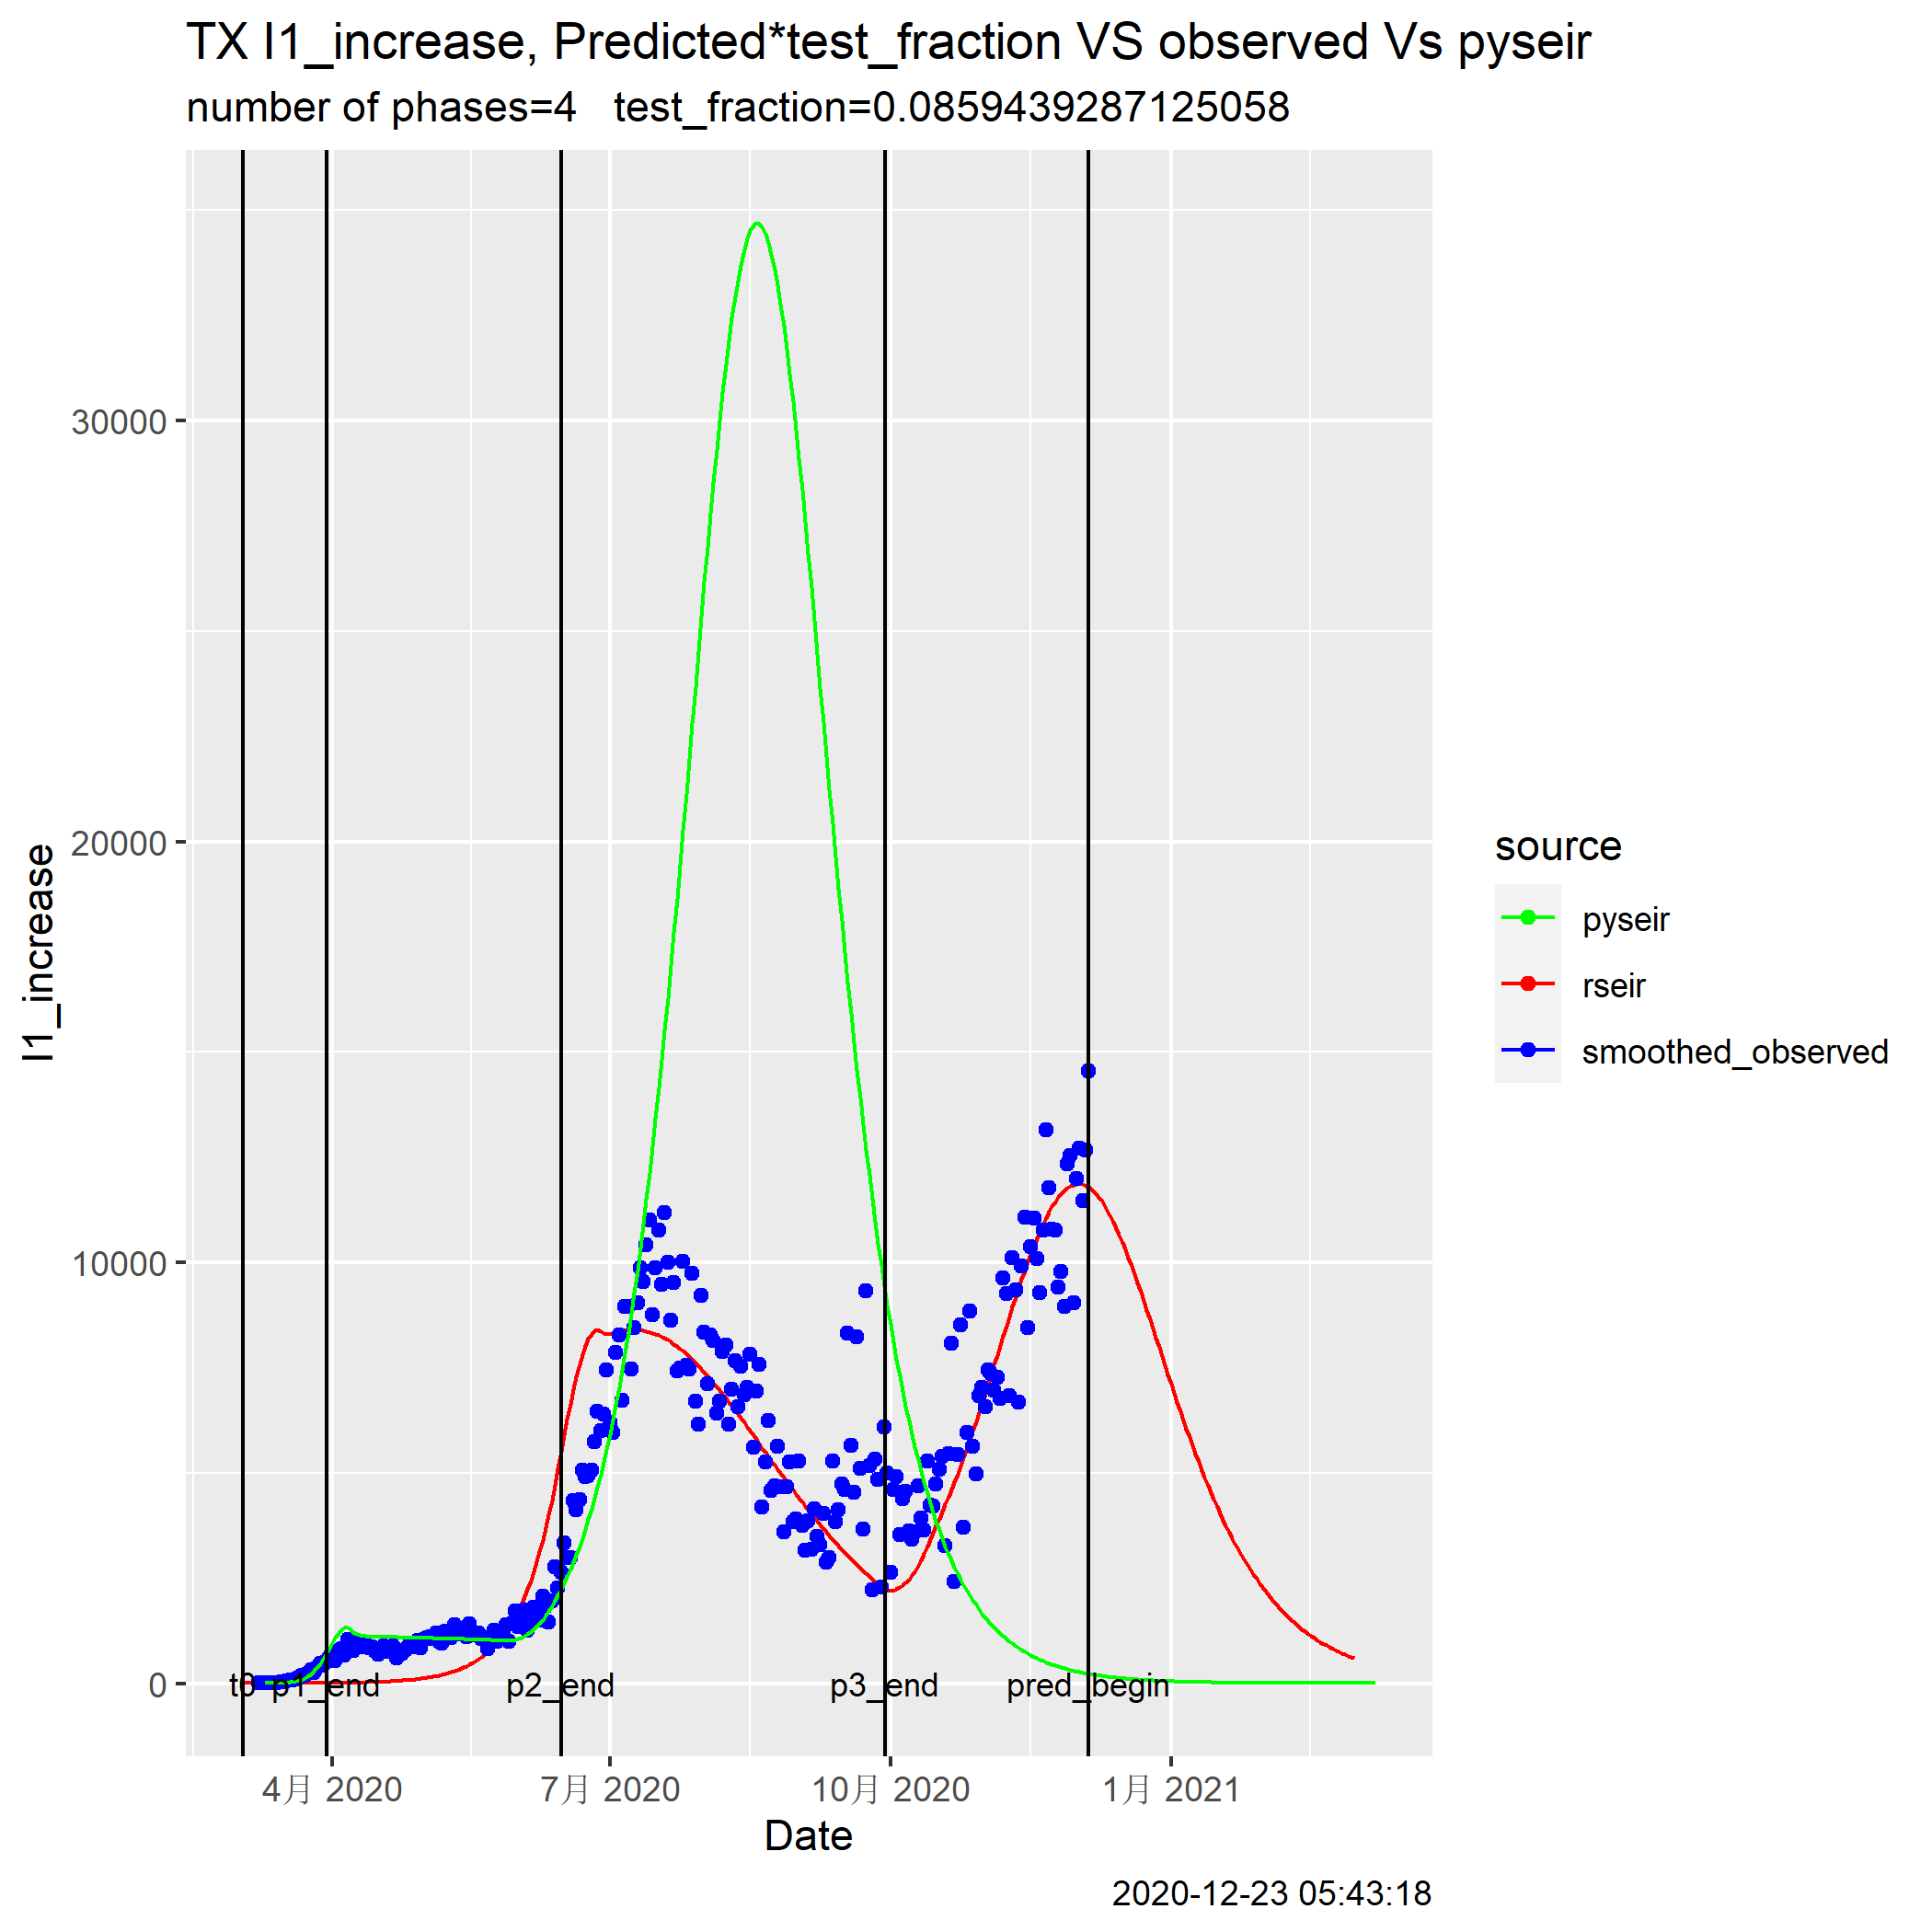 TX I1_increase, Predicted*test_fraction VS observed Vs pyseir
number of phases=4   test_fraction=0.0859439287125058
30000
20000
10000
0
I1_increase
t0 p1_end p2_end p3_end pred_begin
4月 2020 7月 2020 10月 2020 1月 2021
Date
source
pyseir
rseir
smoothed_observed
2020-12-23 05:43:18